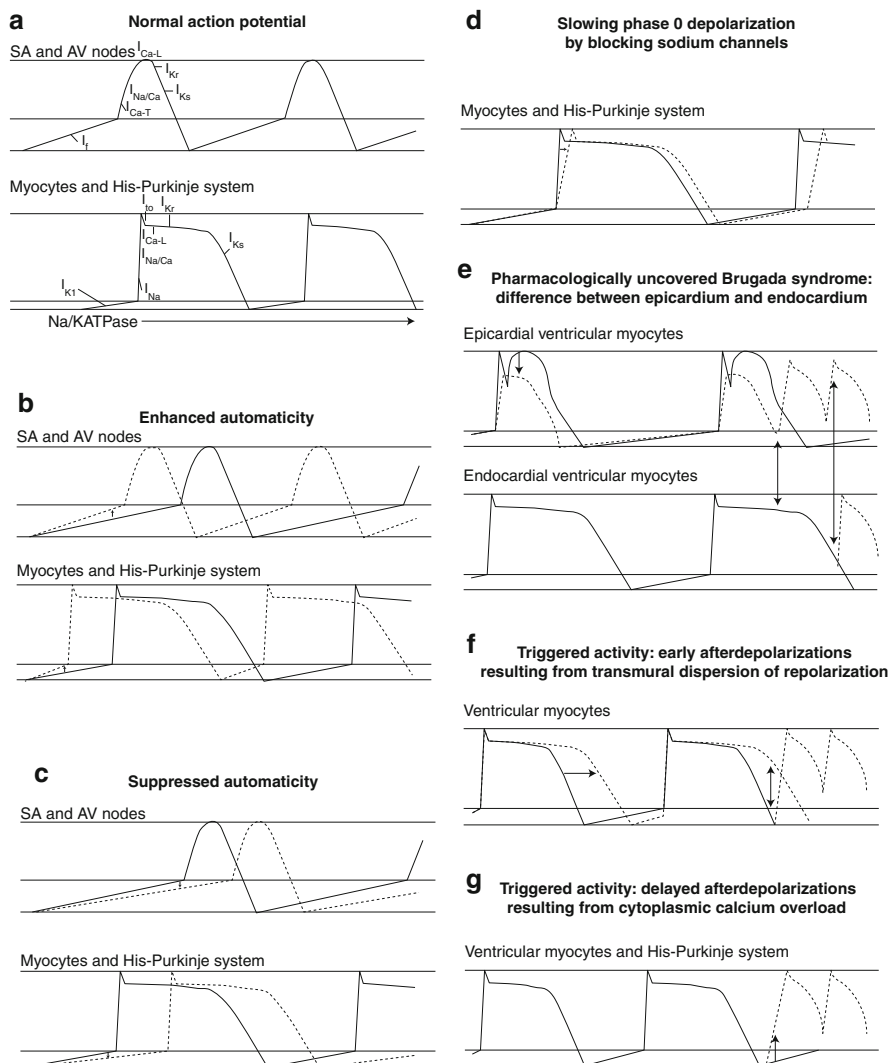 a
Normal action potential
SA and AV nodes
I_Ca-L
I_Kr
I_Na/Ca
I_Ks
I_Ca-T
I_f
Myocytes and His-Purkinje system
I_to
I_Kr
I_Ca-L
I_Ks
I_Na/Ca
I_K1
I_Na
Na/KATPase
b
Enhanced automaticity
SA and AV nodes
Myocytes and His-Purkinje system
c
Suppressed automaticity
SA and AV nodes
Myocytes and His-Purkinje system
d
Slowing phase 0 depolarization
by blocking sodium channels
Myocytes and His-Purkinje system
e
Pharmacologically uncovered Brugada syndrome:
difference between epicardium and endocardium
Epicardial ventricular myocytes
Endocardial ventricular myocytes
f
Triggered activity: early afterdepolarizations
resulting from transmural dispersion of repolarization
Ventricular myocytes
g
Triggered activity: delayed afterdepolarizations
resulting from cytoplasmic calcium overload
Ventricular myocytes and His-Purkinje system